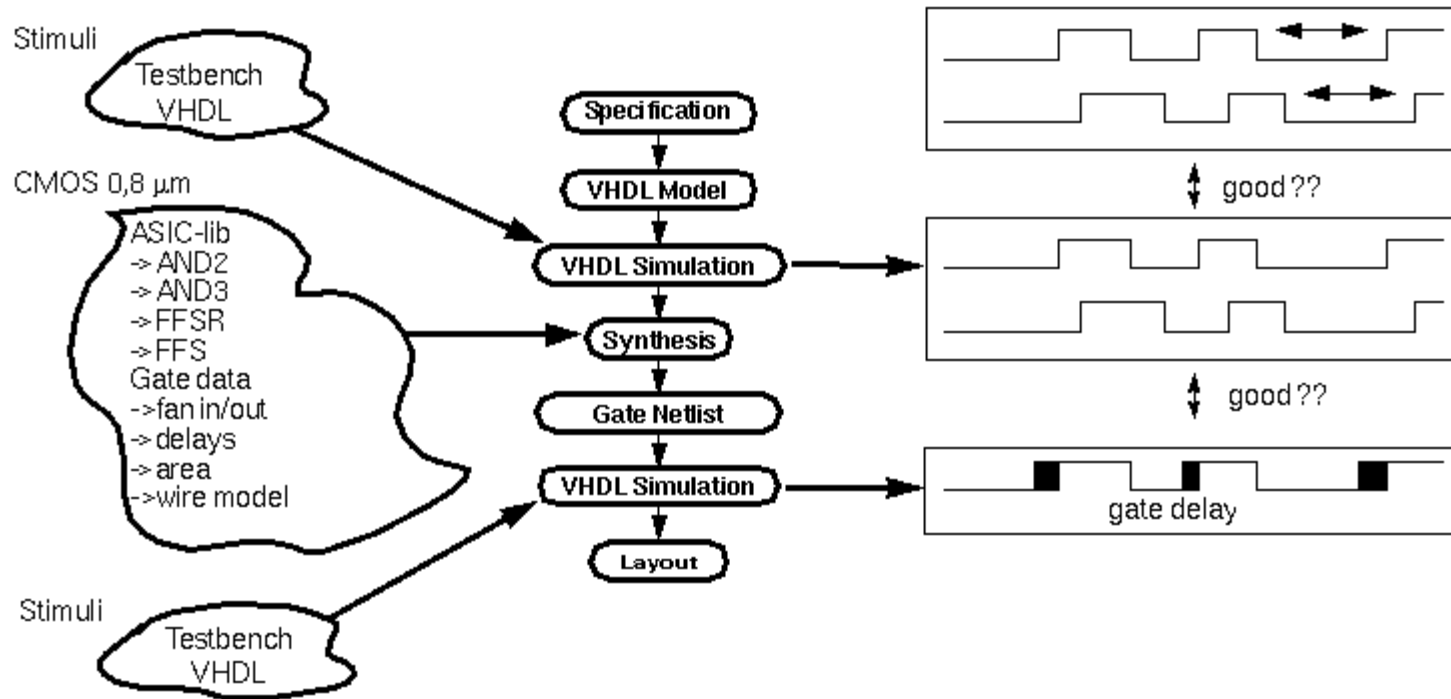 Stimuli
Testbench
VHDL
CMOS 0,8 µm
ASIC-lib
-> AND2
-> AND3
-> FFSR
-> FFS
Gate data
->fan in/out
-> delays
-> area
->wire model
Stimuli
Testbench
VHDL
Specification
VHDL Model
VHDL Simulation
Synthesis
Gate Netlist
VHDL Simulation
Layout
good ??
good ??
gate delay